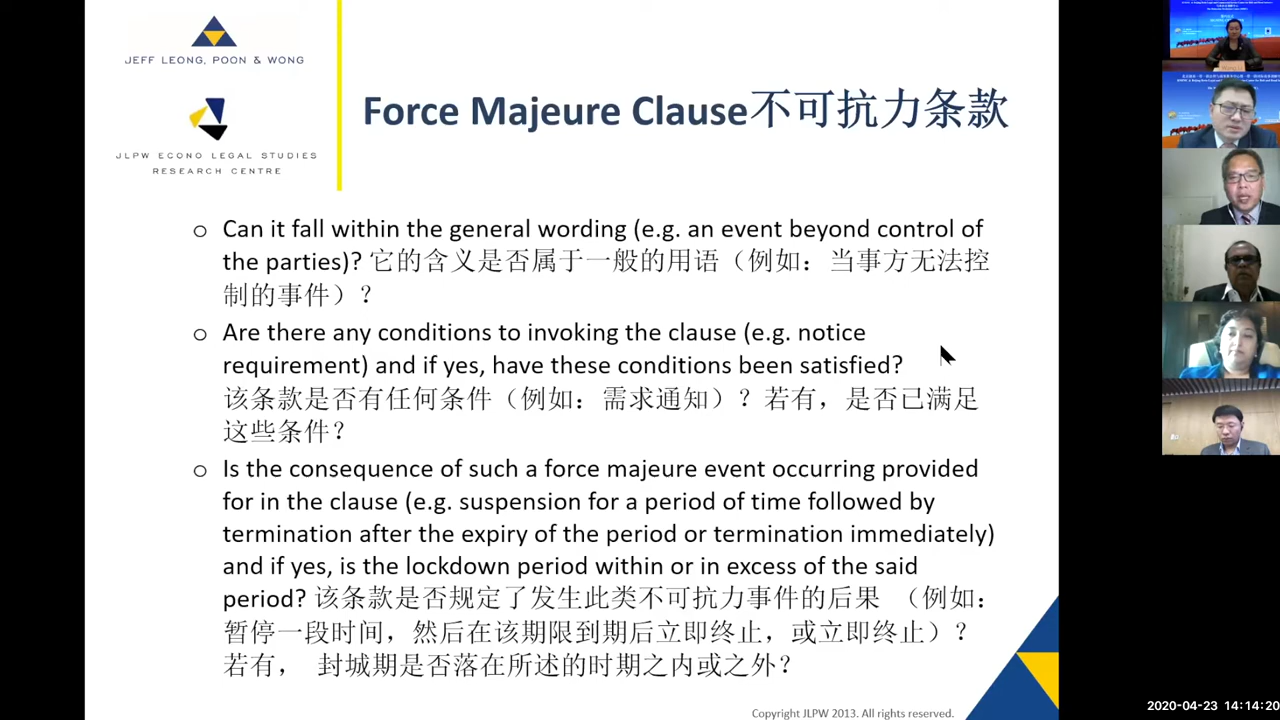 JEFF LEONG, POON & WONG
JLPW ECONO LEGAL STUDIES
RESEARCH CENTRE
Force Majeure Clause不可抗力条款
o Can it fall within the general wording (e.g. an event beyond control of
the parties)? 它的含义是否属于一般的用语（例如：当事方无法控
制的事件）？
o Are there any conditions to invoking the clause (e.g. notice
requirement) and if yes, have these conditions been satisfied?
该条款是否有任何条件（例如：需求通知）？若有，是否已满足
这些条件？
o Is the consequence of such a force majeure event occurring provided
for in the clause (e.g. suspension for a period of time followed by
termination after the expiry of the period or termination immediately)
and if yes, is the lockdown period within or in excess of the said
period? 该条款是否规定了发生此类不可抗力事件的后果 （例如：
暂停一段时间，然后在该期限到期后立即终止，或立即终止）？
若有， 封城期是否落在所述的时期之内或之外？
Copyright JLPW 2013. All rights reserved.
2020-04-23 14:14:20